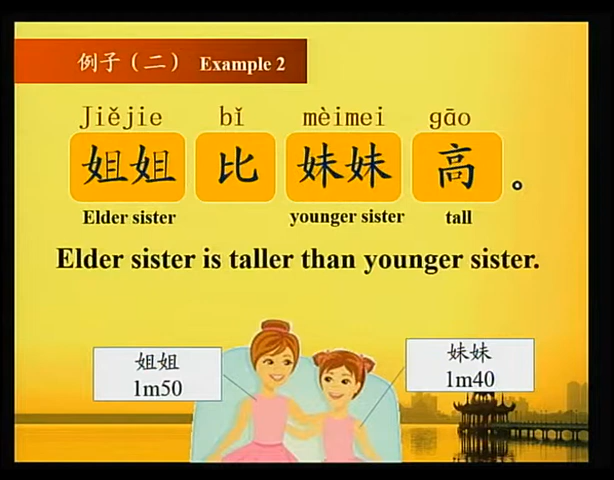 例子（二） Example 2
Jiějie bǐ mèimei gāo
姐姐 比 妹妹 高 。
Elder sister younger sister tall
Elder sister is taller than younger sister.
姐姐
1m50
妹妹
1m40